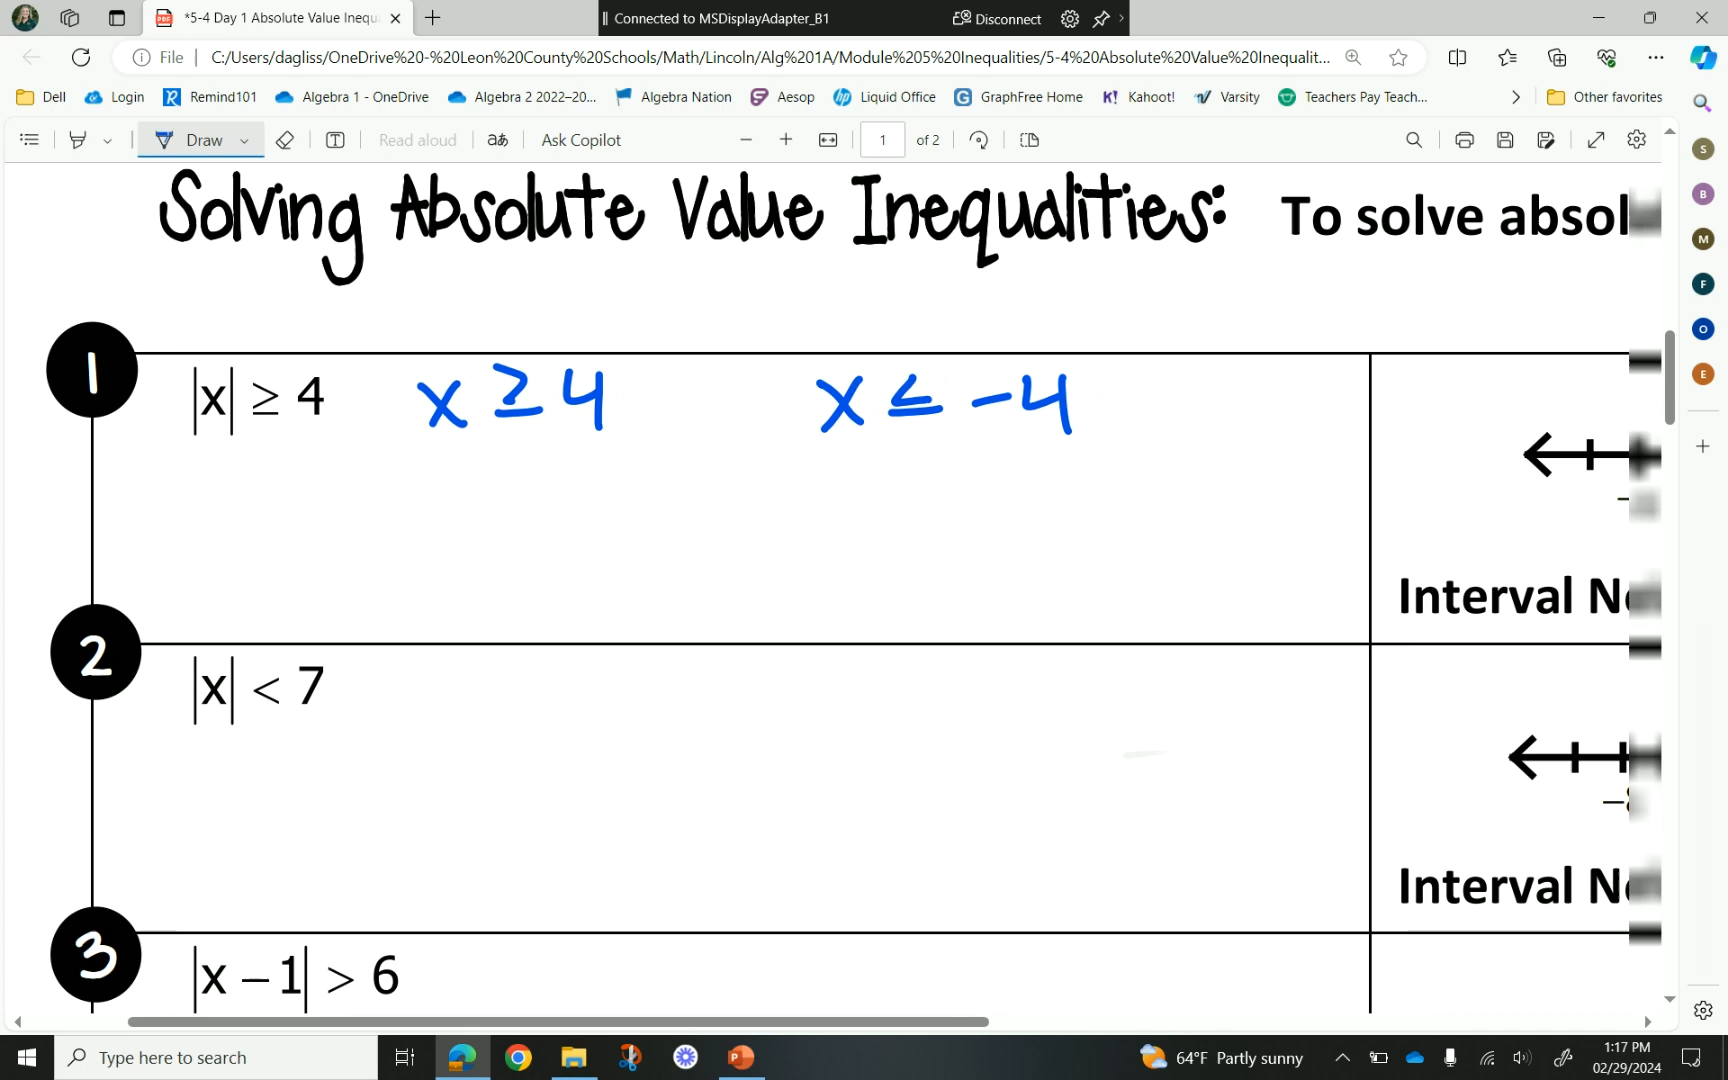 *5-4 Day 1 Absolute Value Inequ
Connected to MSDisplayAdapter_B1
Disconnect
File
C:/Users/dagliss/OneDrive%20-%20Leon%20County%20Schools/Math/Lincoln/Alg%201A/Module%205%20Inequalities/5-4%20Absolute%20Value%20Inequalit...
Dell Login Remind101 Algebra 1 - OneDrive Algebra 2 2022–20... Algebra Nation Aesop Liquid Office GraphFree Home Kahoot! Varsity Teachers Pay Teach... Other favorites
Draw Read aloud aあ Ask Copilot 1 of 2
Solving Absolute Value Inequalities: To solve absol
1
|x| ≥ 4 x ≥ 4 x ≤ -4
Interval N
2
|x| < 7
Interval N
3
|x − 1| > 6
S
B
M
F
O
E
Type here to search
64°F Partly sunny
1:17 PM
02/29/2024